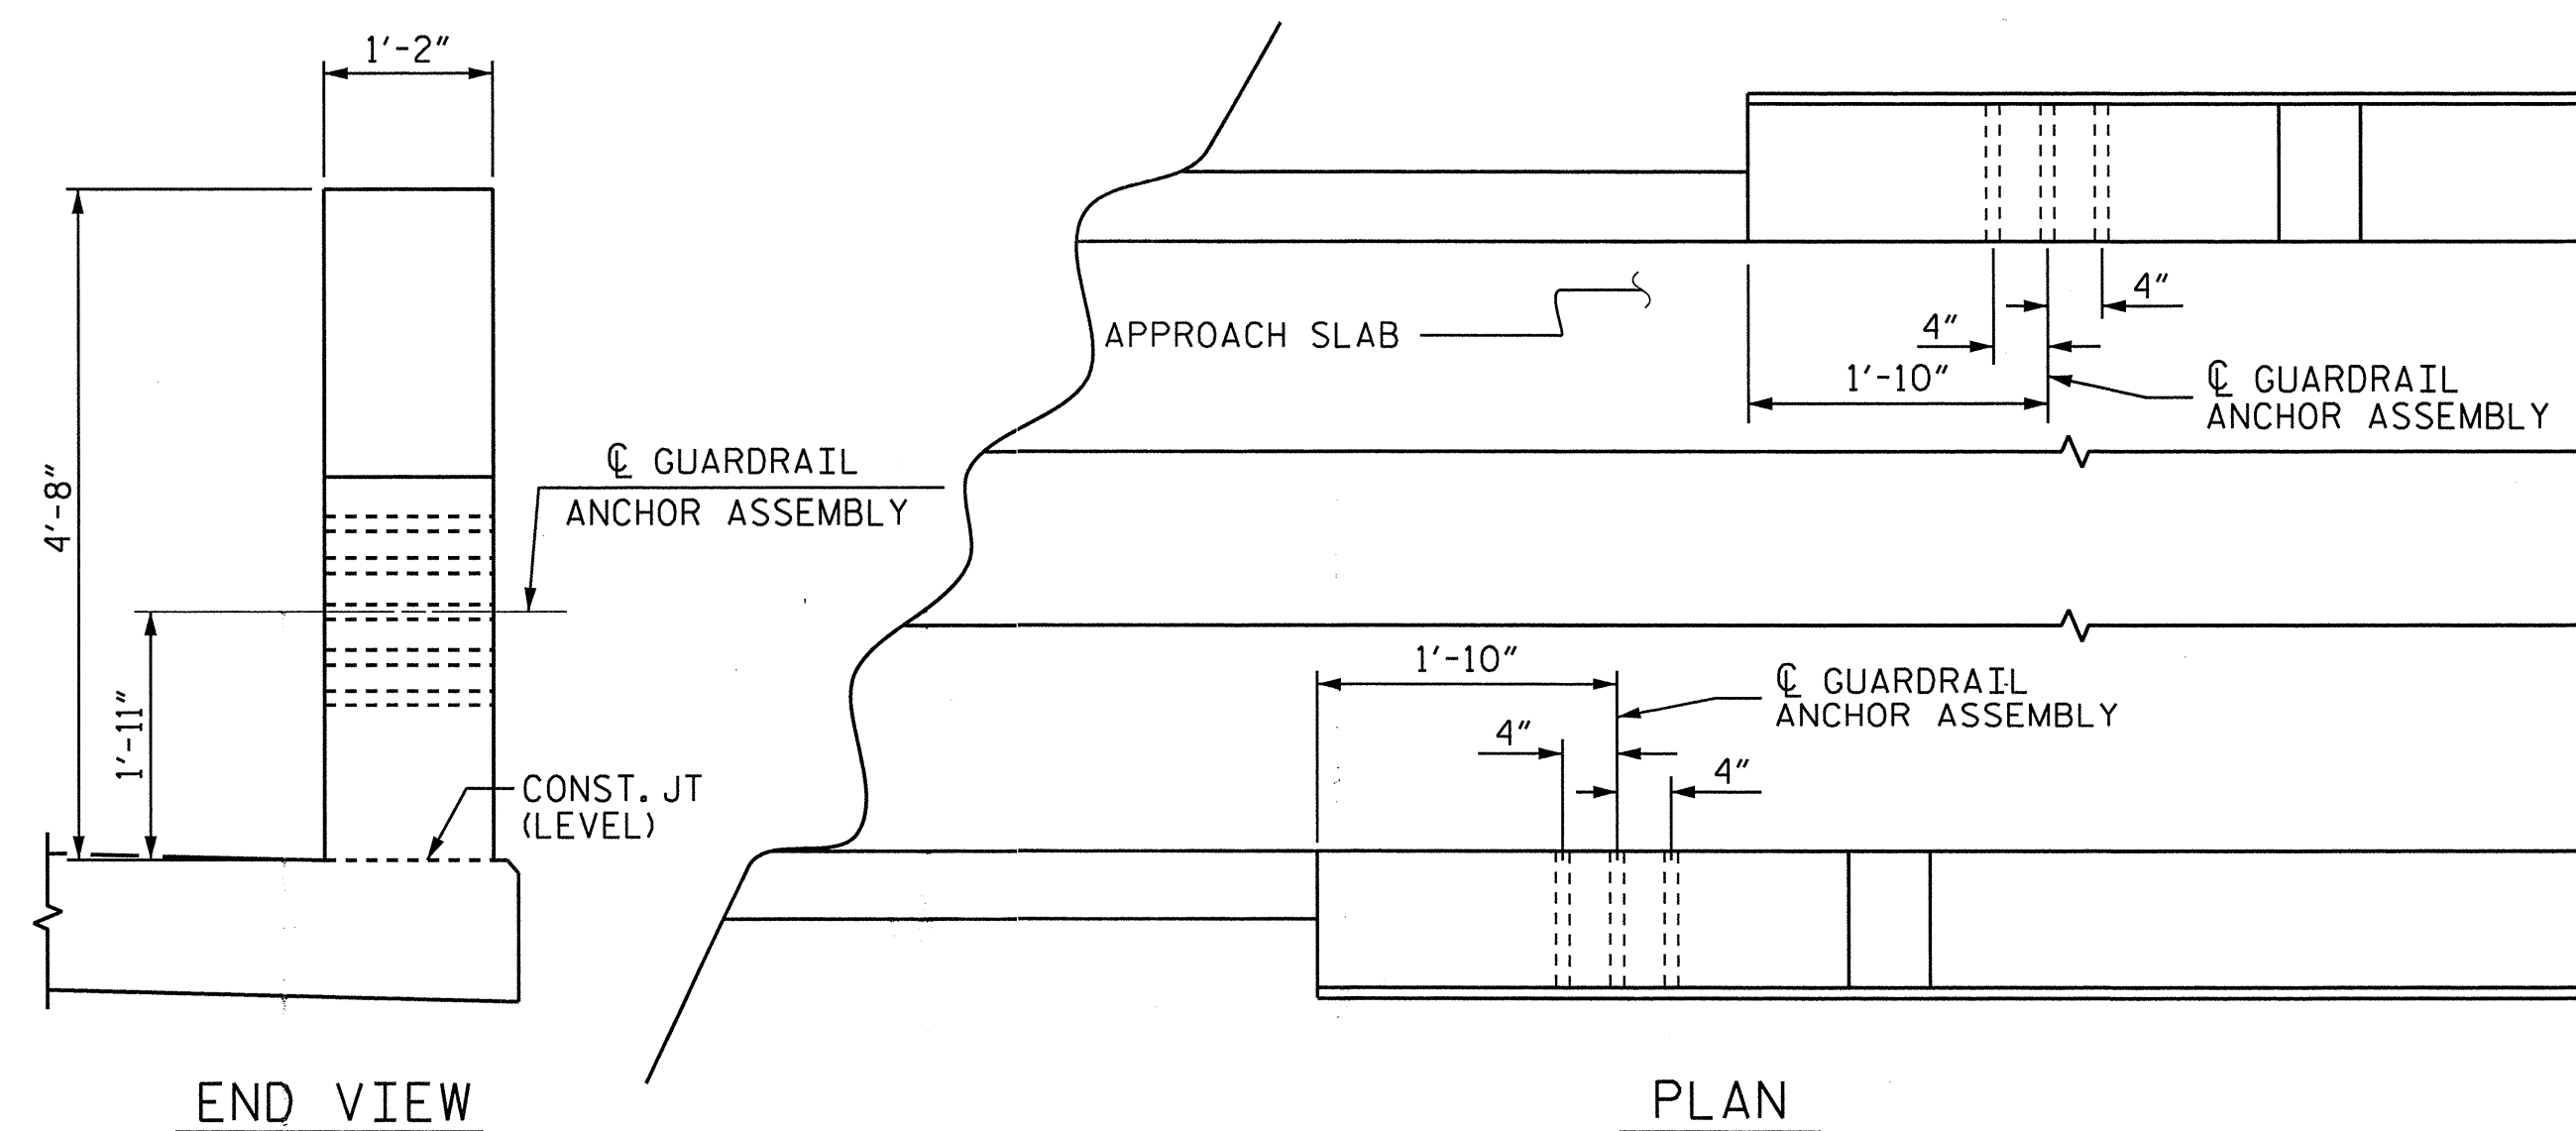 1'-2"
4'-8"
℄ GUARDRAIL
ANCHOR ASSEMBLY
1'-11"
CONST. JT
(LEVEL)
END VIEW
APPROACH SLAB
4"
4"
1'-10"
℄ GUARDRAIL
ANCHOR ASSEMBLY
1'-10"
℄ GUARDRAIL
ANCHOR ASSEMBLY
4"
4"
PLAN